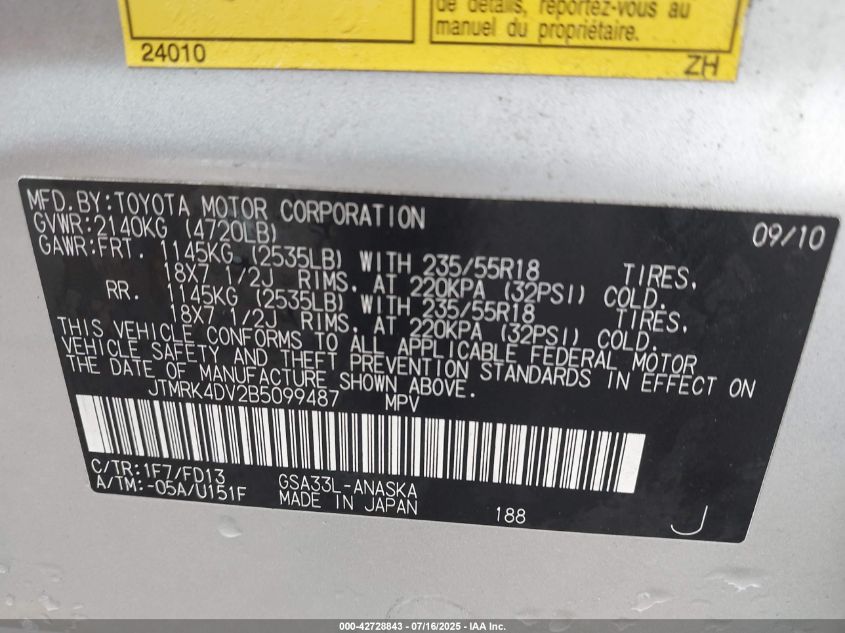 de détails, reportez-vous au
manuel du propriétaire.
24010 ZH
MFD. BY: TOYOTA MOTOR CORPORATION 09/10
GVWR: 2140KG (4720LB)
GAWR: FRT. 1145KG (2535LB) WITH 235/55R18 TIRES,
18X7 1/2J RIMS, AT 220KPA (32PSI) COLD.
RR. 1145KG (2535LB) WITH 235/55R18 TIRES,
18X7 1/2J RIMS, AT 220KPA (32PSI) COLD.
THIS VEHICLE CONFORMS TO ALL APPLICABLE FEDERAL MOTOR
VEHICLE SAFETY AND THEFT PREVENTION STANDARDS IN EFFECT ON
THE DATE OF MANUFACTURE SHOWN ABOVE.
JTMRK4DV2B5099487 MPV
C/TR: 1F7/FD13 GSA33L-ANASKA
A/TM: -05A/U151F MADE IN JAPAN 188 J
000-42728843 - 07/16/2025 - IAA Inc.